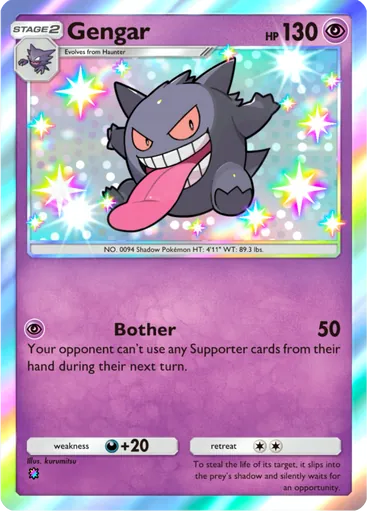 STAGE 2 Gengar HP 130
Evolves from Haunter
NO. 0094 Shadow Pokémon HT: 4'11" WT: 89.3 lbs.
Bother 50
Your opponent can't use any Supporter cards from their
hand during their next turn.
weakness +20 retreat
Illus. kurumitsu
To steal the life of its target, it slips into
the prey's shadow and silently waits for
an opportunity.